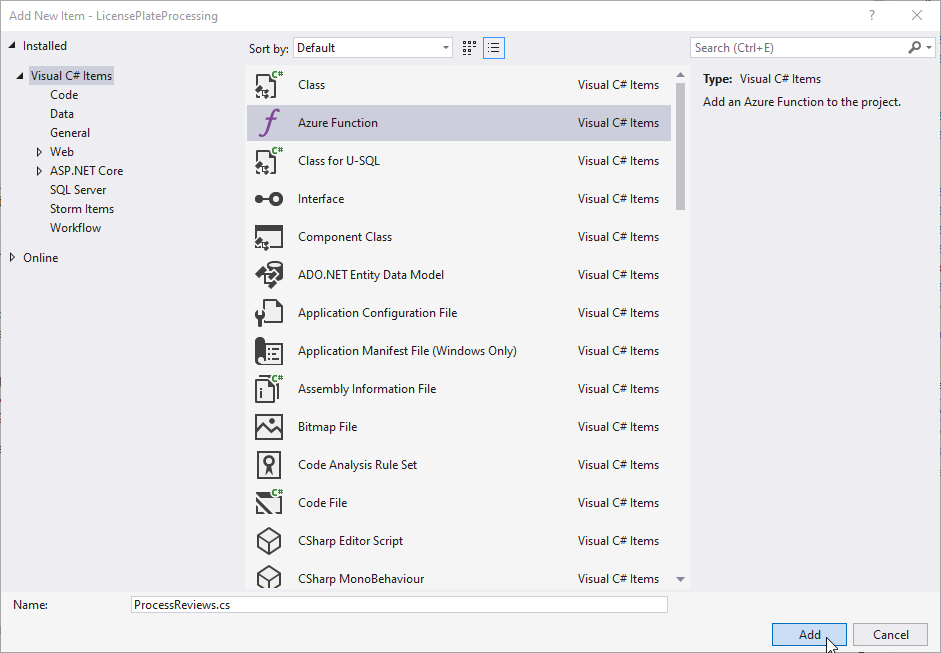 Add New Item - LicensePlateProcessing
?
Installed
Visual C# Items
Code
Data
General
Web
ASP.NET Core
SQL Server
Storm Items
Workflow
Online
Sort by: Default
C# Class Visual C# Items
Azure Function Visual C# Items
C# Class for U-SQL Visual C# Items
Interface Visual C# Items
Component Class Visual C# Items
ADO.NET Entity Data Model Visual C# Items
Application Configuration File Visual C# Items
Application Manifest File (Windows Only) Visual C# Items
C# Assembly Information File Visual C# Items
Bitmap File Visual C# Items
Code Analysis Rule Set Visual C# Items
C# Code File Visual C# Items
CSharp Editor Script Visual C# Items
CSharp MonoBehaviour Visual C# Items
Search (Ctrl+E)
Type: Visual C# Items
Add an Azure Function to the project.
Name: ProcessReviews.cs
Add Cancel